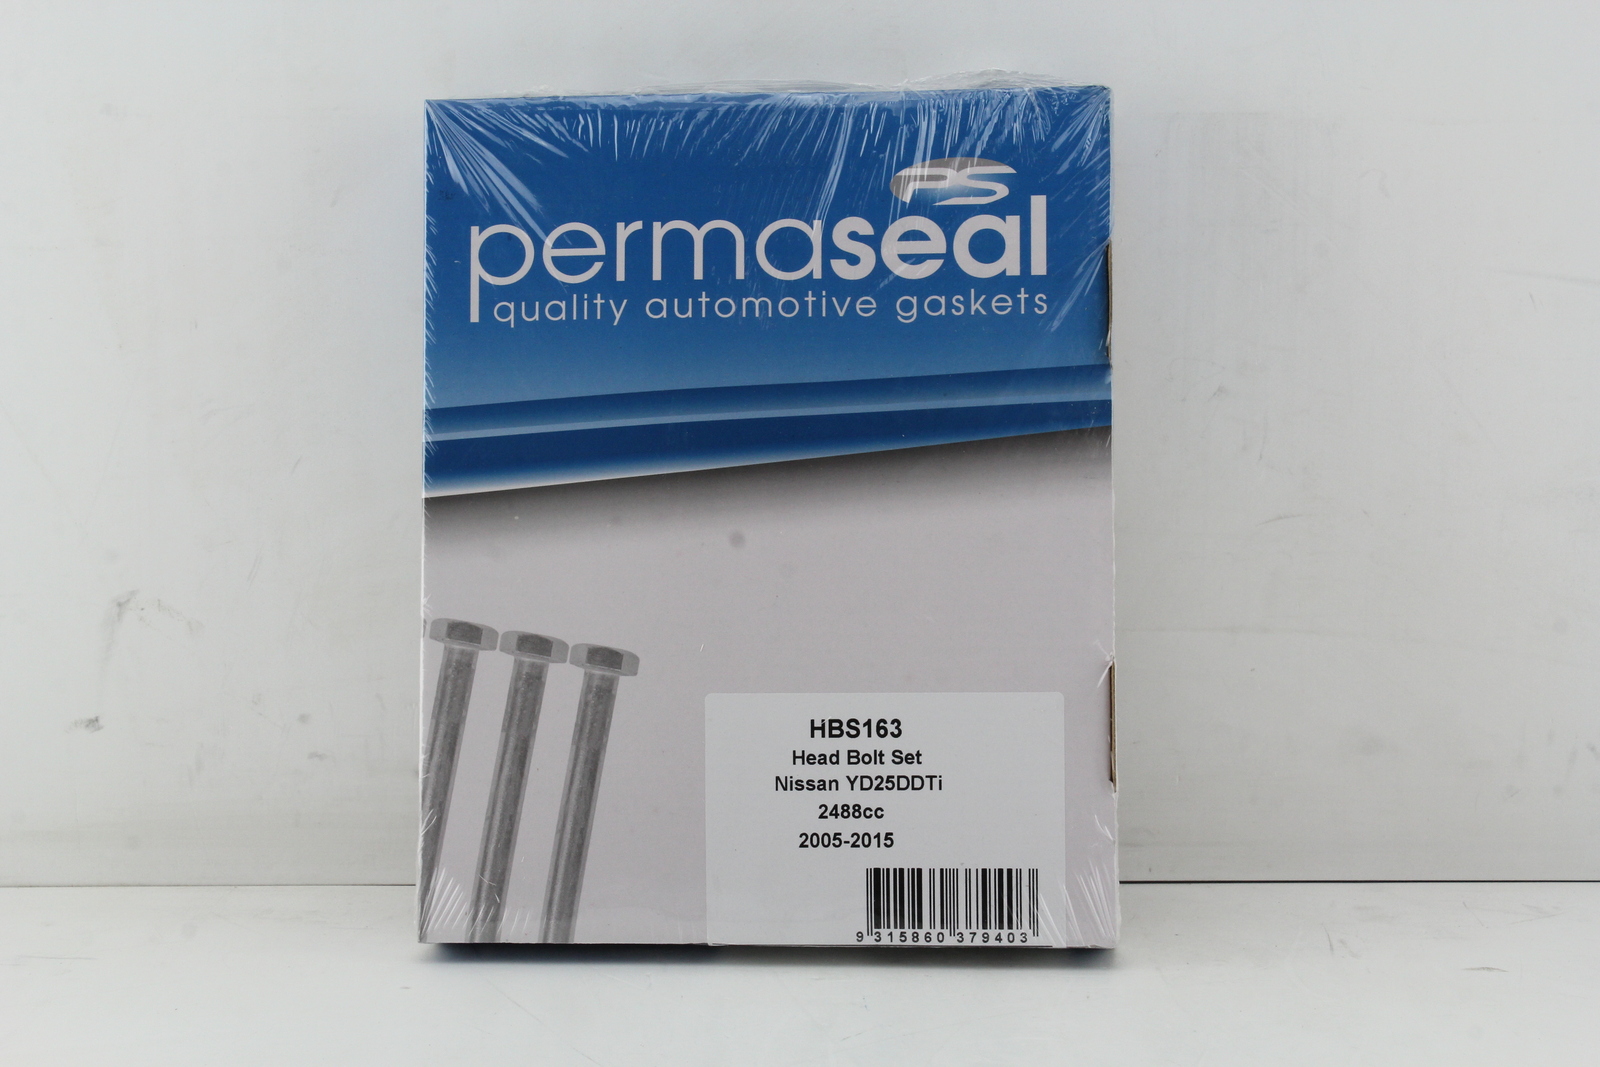 PS
permaseal
quality automotive gaskets
HBS163
Head Bolt Set
Nissan YD25DDTi
2488cc
2005-2015
9 315860 379403